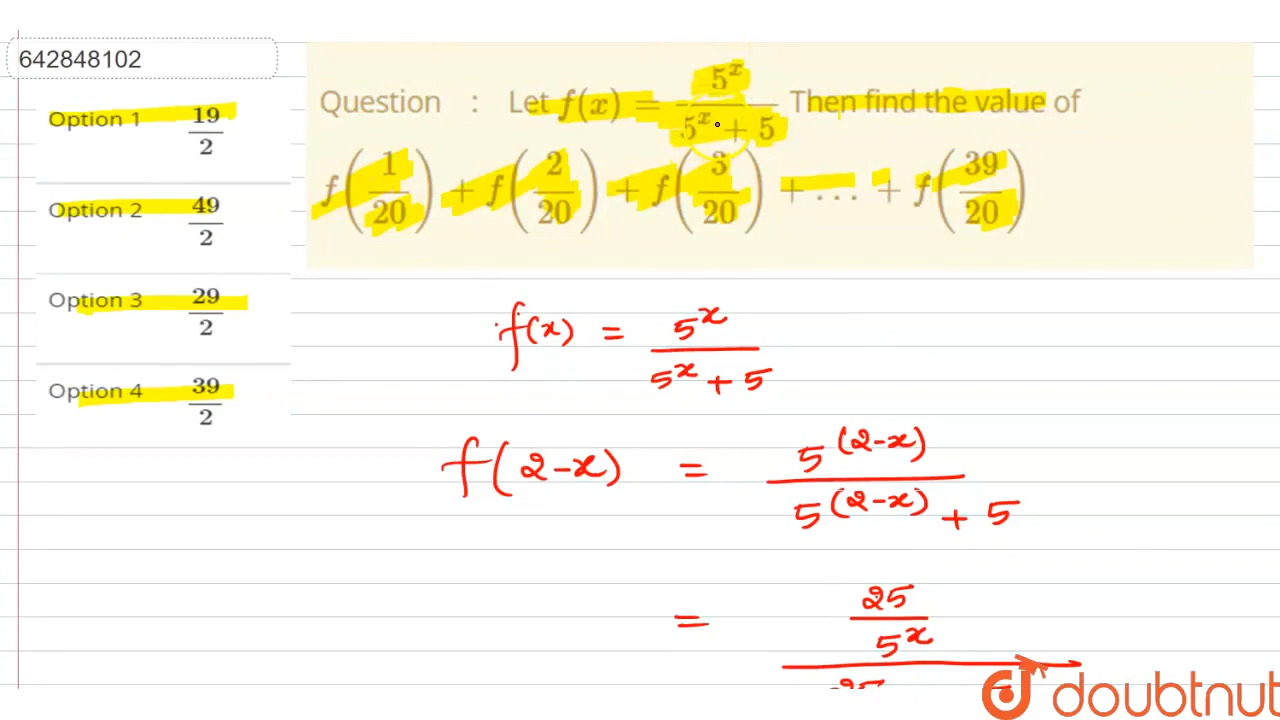 642848102
Question : Let f(x) = 5^x / (5^x + 5) Then find the value of
f(1/20) + f(2/20) + f(3/20) + ... + f(39/20)
Option 1 19/2
Option 2 49/2
Option 3 29/2
Option 4 39/2
f(x) = 5^x / (5^x + 5)
f(2-x) = 5^(2-x) / (5^(2-x) + 5)
= 25 / 5^x
doubtnut